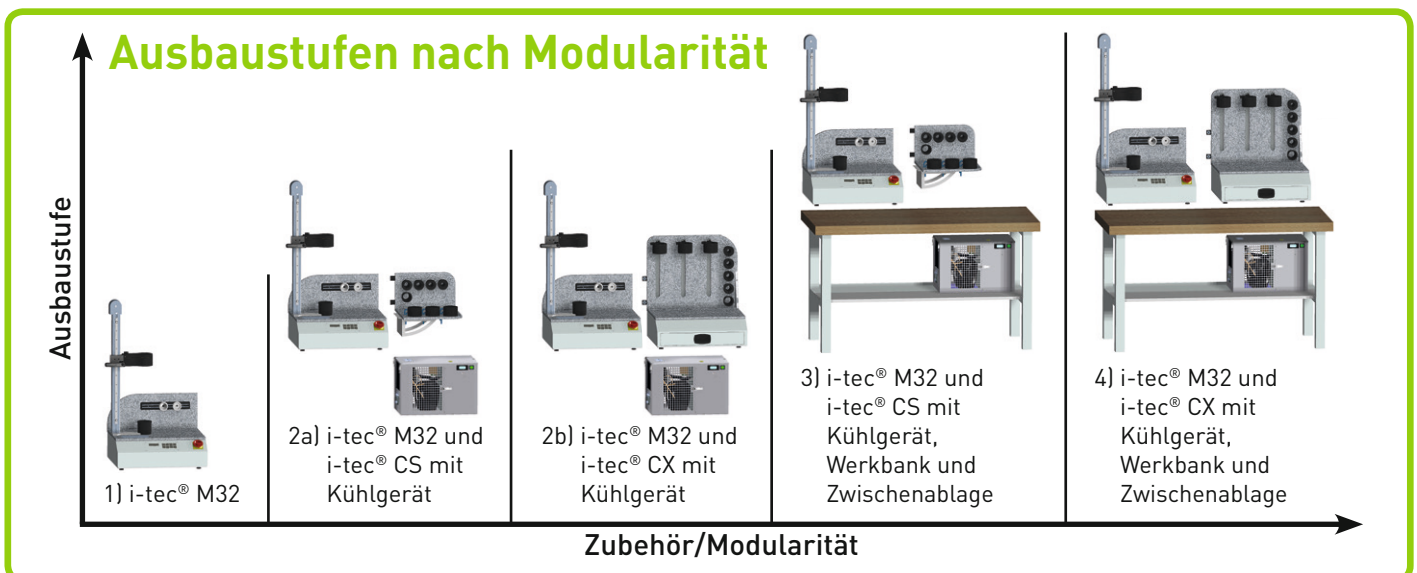 Ausbaustufen nach Modularität
Ausbaustufe
1) i-tec® M32
2a) i-tec® M32 und
i-tec® CS mit
Kühlgerät
2b) i-tec® M32 und
i-tec® CX mit
Kühlgerät
3) i-tec® M32 und
i-tec® CS mit
Kühlgerät,
Werkbank und
Zwischenablage
4) i-tec® M32 und
i-tec® CX mit
Kühlgerät,
Werkbank und
Zwischenablage
Zubehör/Modularität